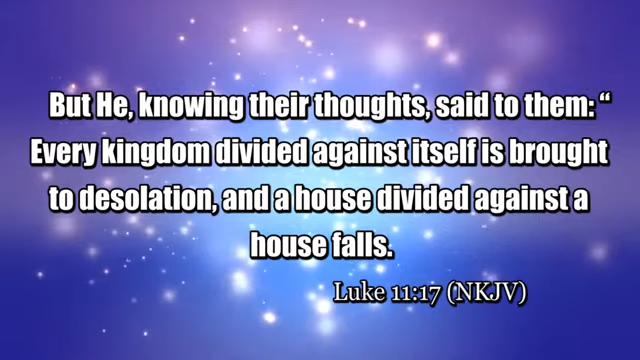 But He, knowing their thoughts, said to them: “
Every kingdom divided against itself is brought
to desolation, and a house divided against a
house falls.
Luke 11:17 (NKJV)